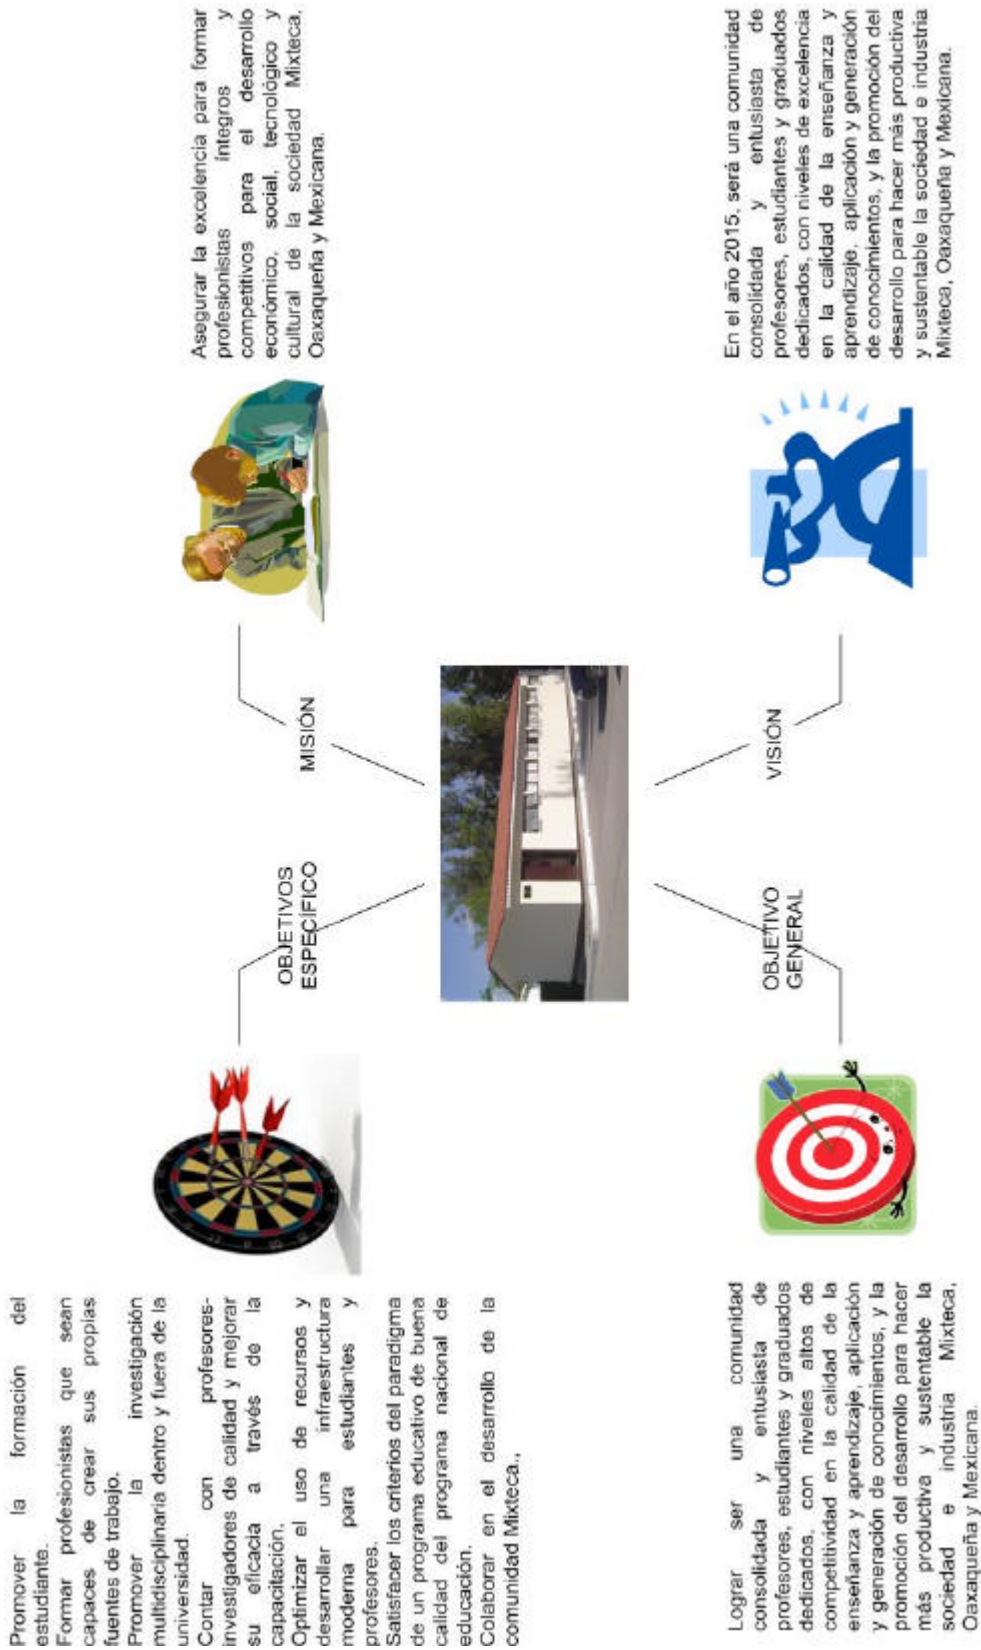 Promover la formación del
estudiante.
Formar profesionistas que sean
capaces de crear sus propias
fuentes de trabajo.
Promover la investigación
multidisciplinaria dentro y fuera de la
universidad.
Contar con profesores-
investigadores de calidad y mejorar
su eficacia a través de la
capacitación.
Optimizar el uso de recursos y
desarrollar una infraestructura
moderna para estudiantes y
profesores.
Satisfacer los criterios del paradigma
de un programa educativo de buena
calidad del programa nacional de
educación.
Colaborar en el desarrollo de la
comunidad Mixteca.,
OBJETIVOS
ESPECÍFICO
MISIÓN
Asegurar la excelencia para formar
profesionistas íntegros y
competitivos para el desarrollo
económico, social, tecnológico y
cultural de la sociedad Mixteca,
Oaxaqueña y Mexicana.
Lograr ser una comunidad
consolidada y entusiasta de
profesores, estudiantes y graduados
dedicados, con niveles altos de
competitividad en la calidad de la
enseñanza y aprendizaje, aplicación
y generación de conocimientos, y la
promoción del desarrollo para hacer
más productiva y sustentable la
sociedad e industria Mixteca,
Oaxaqueña y Mexicana.
OBJETIVO
GENERAL
VISIÓN
En el año 2015, será una comunidad
consolidada y entusiasta de
profesores, estudiantes y graduados
dedicados, con niveles de excelencia
en la calidad de la enseñanza y
aprendizaje, aplicación y generación
de conocimientos, y la promoción del
desarrollo para hacer más productiva
y sustentable la sociedad e industria
Mixteca, Oaxaqueña y Mexicana.